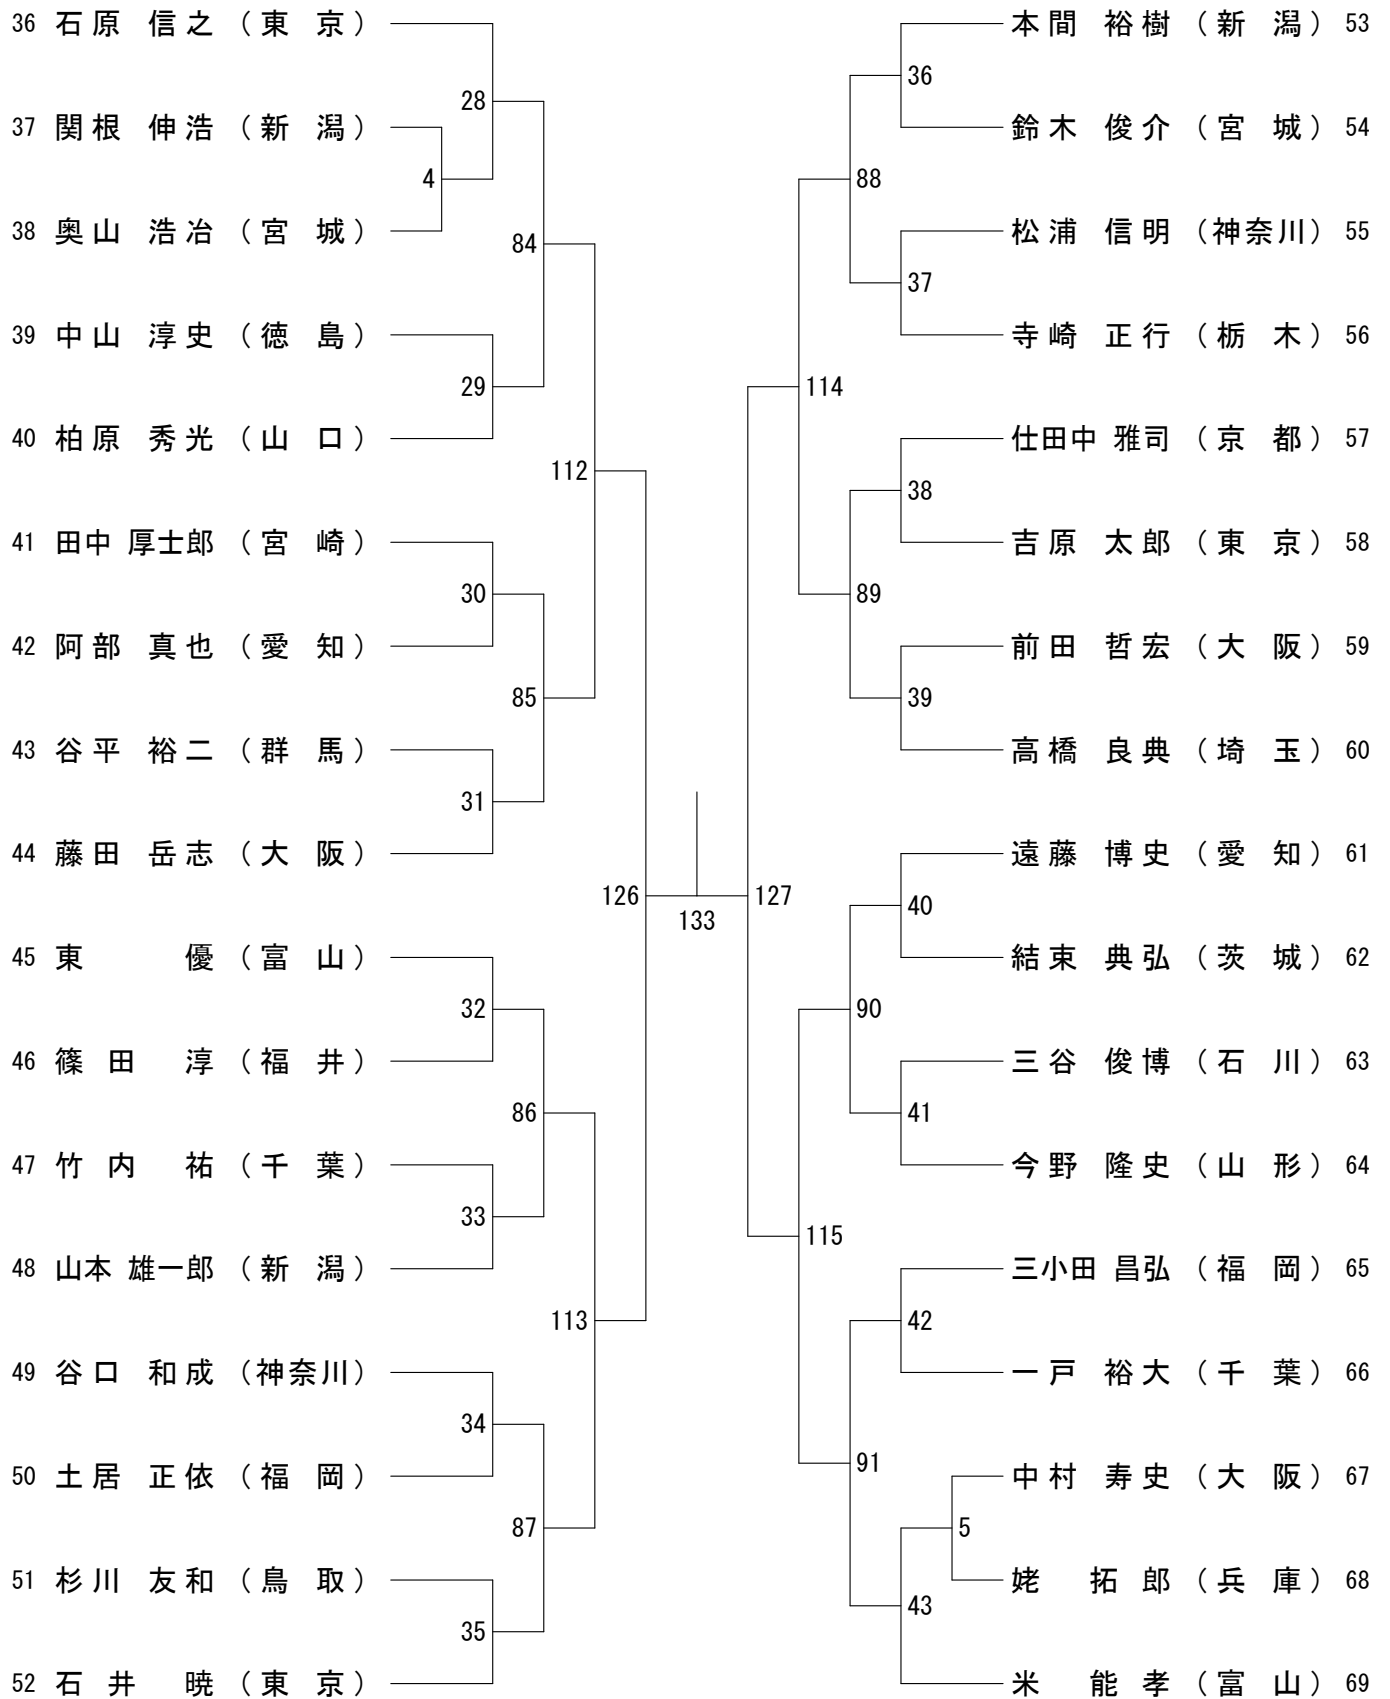 36 石原 信之 (東 京)
28
37 関根 伸浩 (新 潟)
4
38 奥山 浩冶 (宮 城)
84
39 中山 淳史 (徳 島)
29
40 柏原 秀光 (山 口)
112
41 田中 厚士郎 (宮 崎)
30
42 阿部 真也 (愛 知)
85
43 谷平 裕二 (群 馬)
31
44 藤田 岳志 (大 阪)
126
45 東 優 (富 山)
32
46 篠田 淳 (福 井)
86
47 竹内 祐 (千 葉)
33
48 山本 雄一郎 (新 潟)
113
49 谷口 和成 (神奈川)
34
50 土居 正依 (福 岡)
87
51 杉川 友和 (鳥 取)
35
52 石井 暁 (東 京)
133
本間 裕樹 (新 潟) 53
36
鈴木 俊介 (宮 城) 54
88
松浦 信明 (神奈川) 55
37
寺崎 正行 (栃 木) 56
114
仕田中 雅司 (京 都) 57
38
吉原 太郎 (東 京) 58
89
前田 哲宏 (大 阪) 59
39
高橋 良典 (埼 玉) 60
遠藤 博史 (愛 知) 61
127
40
結束 典弘 (茨 城) 62
90
三谷 俊博 (石 川) 63
41
今野 隆史 (山 形) 64
115
三小田 昌弘 (福 岡) 65
42
一戸 裕大 (千 葉) 66
91
中村 寿史 (大 阪) 67
5
姥 拓郎 (兵 庫) 68
43
米 能孝 (富 山) 69